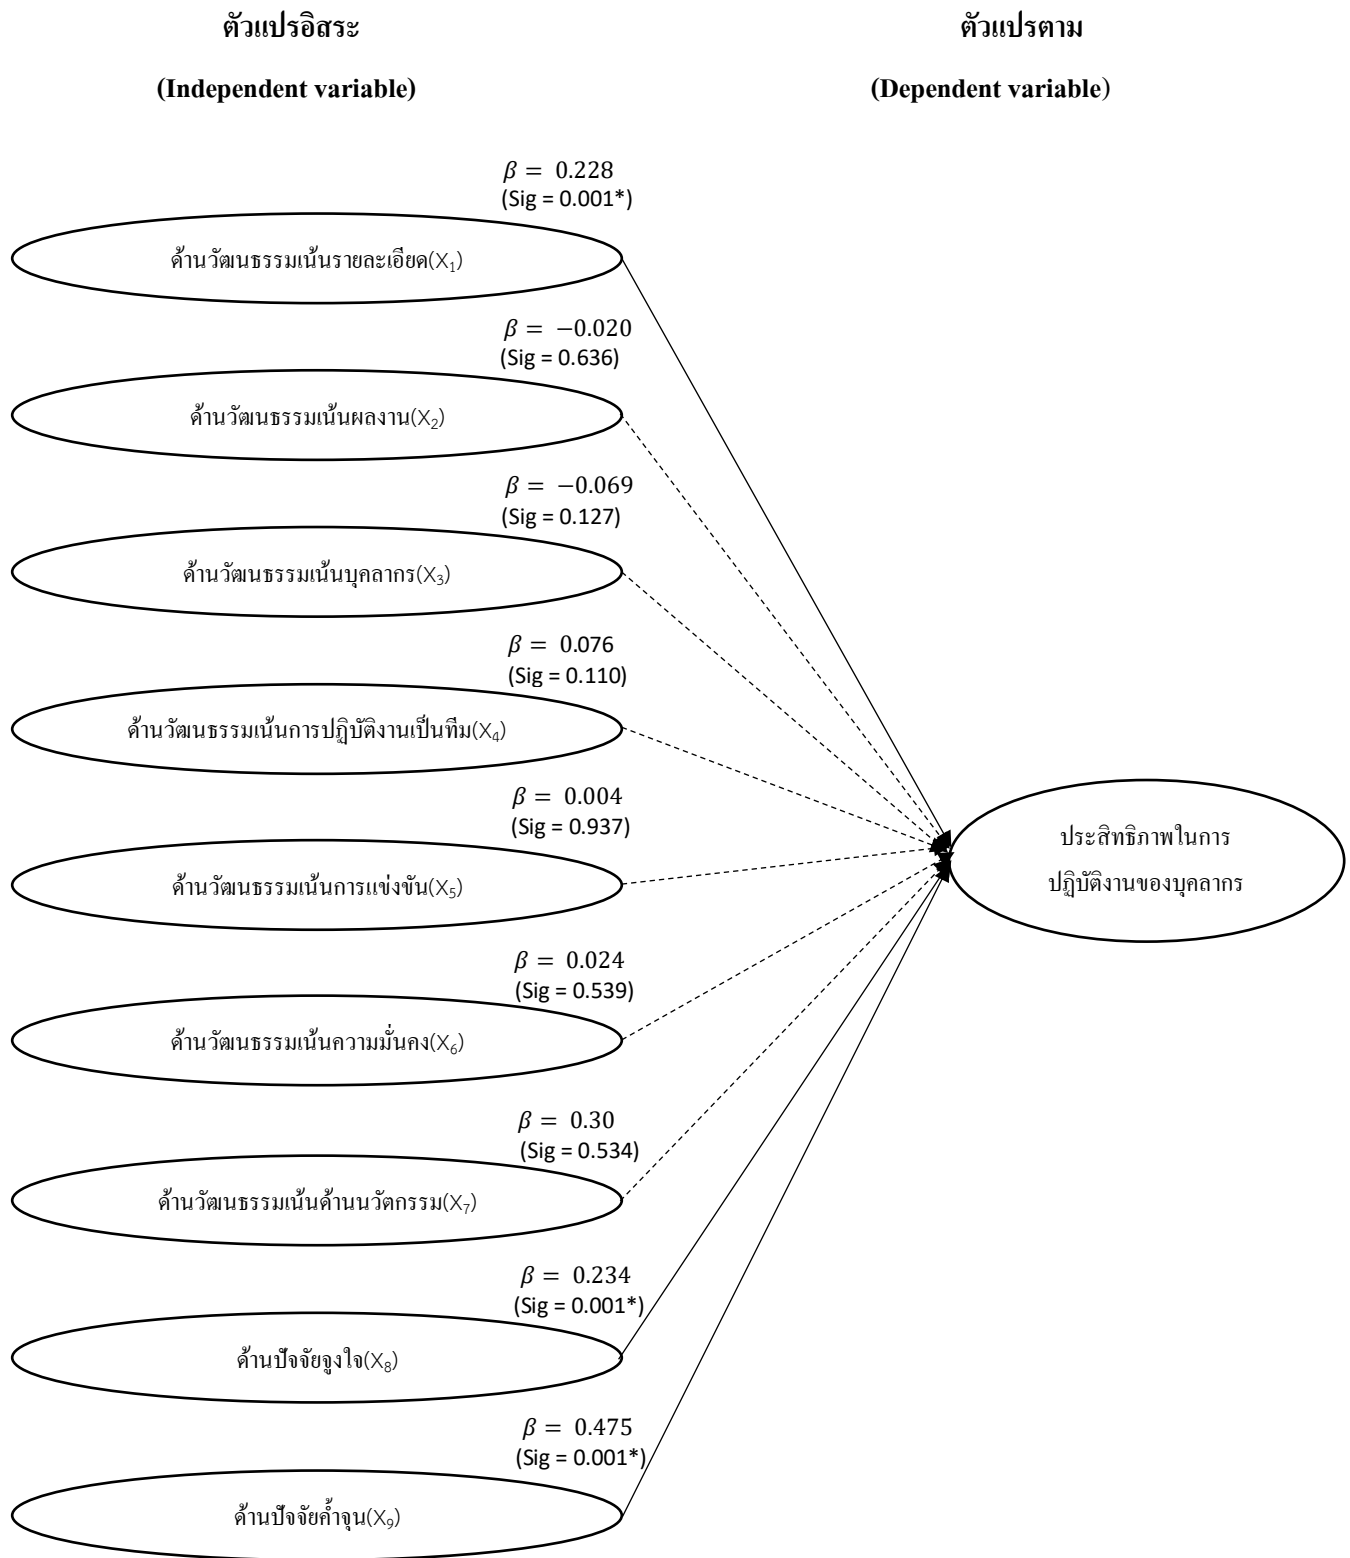 ตัวแปรอิสระ
(Independent variable)
ตัวแปรตาม
(Dependent variable)
β = 0.228
(Sig = 0.001*)
ด้านวัฒนธรรมเน้นรายละเอียด(X₁)
β = −0.020
(Sig = 0.636)
ด้านวัฒนธรรมเน้นผลงาน(X₂)
β = −0.069
(Sig = 0.127)
ด้านวัฒนธรรมเน้นบุคลากร(X₃)
β = 0.076
(Sig = 0.110)
ด้านวัฒนธรรมเน้นการปฏิบัติงานเป็นทีม(X₄)
β = 0.004
(Sig = 0.937)
ด้านวัฒนธรรมเน้นการแข่งขัน(X₅)
β = 0.024
(Sig = 0.539)
ด้านวัฒนธรรมเน้นความมั่นคง(X₆)
β = 0.30
(Sig = 0.534)
ด้านวัฒนธรรมเน้นด้านนวัตกรรม(X₇)
β = 0.234
(Sig = 0.001*)
ด้านปัจจัยจูงใจ(X₈)
β = 0.475
(Sig = 0.001*)
ด้านปัจจัยค้ำจุน(X₉)
ประสิทธิภาพในการ
ปฏิบัติงานของบุคลากร